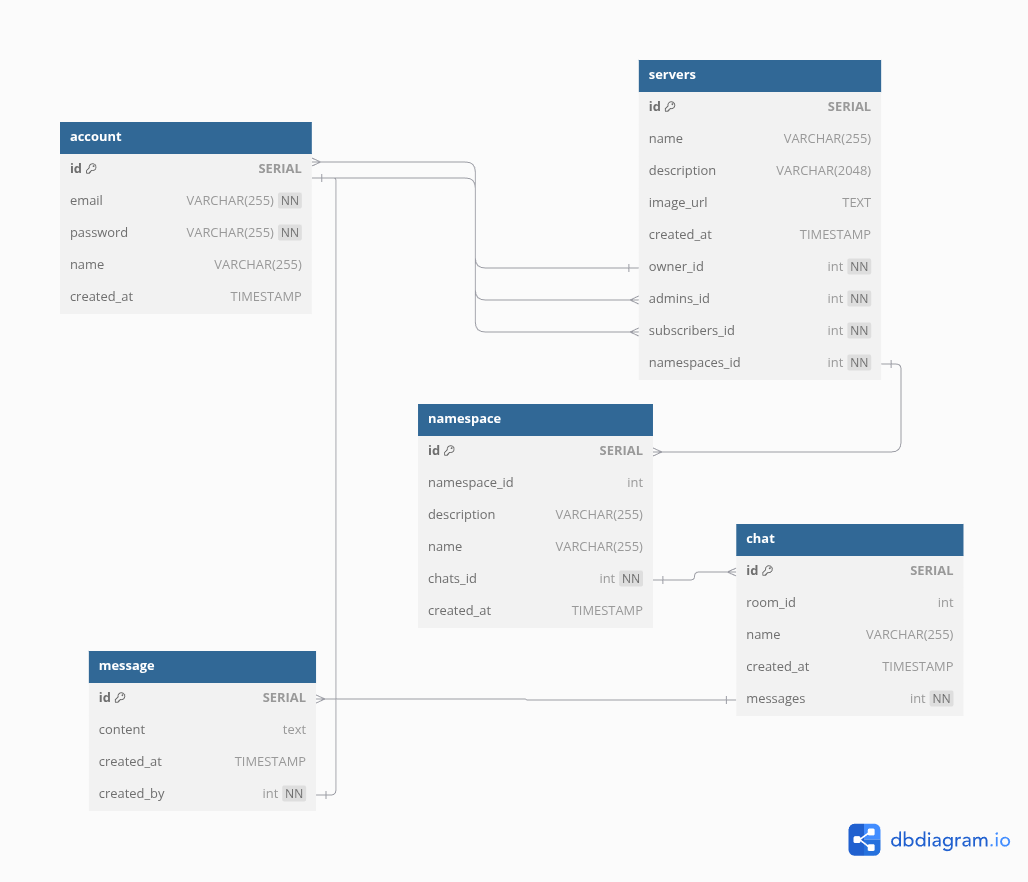 servers
id SERIAL
name VARCHAR(255)
description VARCHAR(2048)
image_url TEXT
created_at TIMESTAMP
owner_id int NN
admins_id int NN
subscribers_id int NN
namespaces_id int NN
account
id SERIAL
email VARCHAR(255) NN
password VARCHAR(255) NN
name VARCHAR(255)
created_at TIMESTAMP
namespace
id SERIAL
namespace_id int
description VARCHAR(255)
name VARCHAR(255)
chats_id int NN
created_at TIMESTAMP
chat
id SERIAL
room_id int
name VARCHAR(255)
created_at TIMESTAMP
messages int NN
message
id SERIAL
content text
created_at TIMESTAMP
created_by int NN
dbdiagram.io